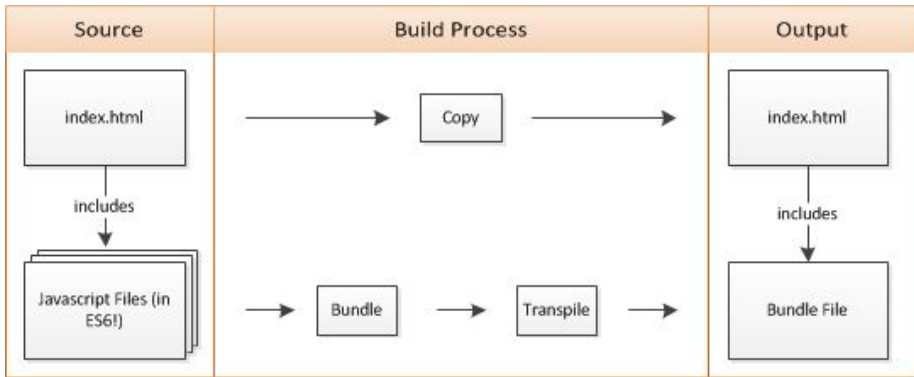 Source
Build Process
Output
index.html
Copy
index.html
includes
includes
Javascript Files (in
ES6!)
Bundle
Transpile
Bundle File